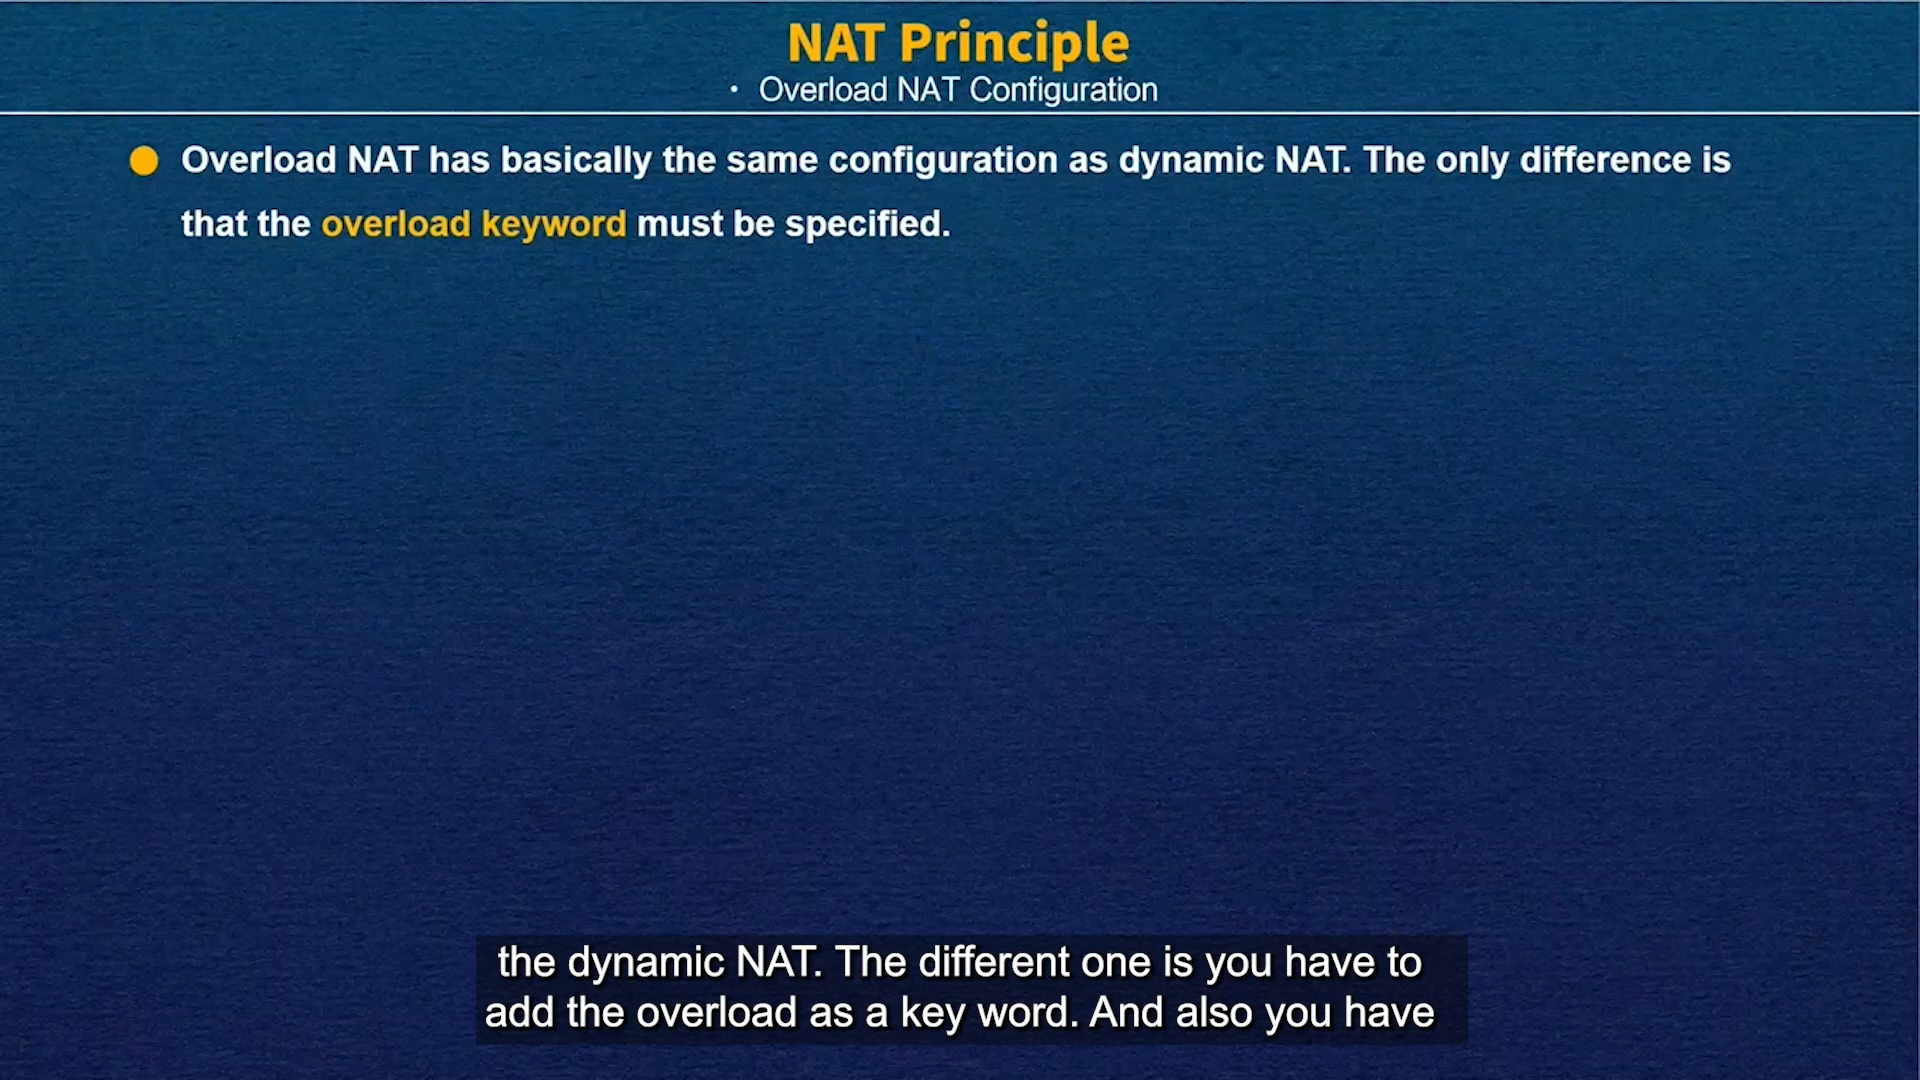 NAT Principle
• Overload NAT Configuration
Overload NAT has basically the same configuration as dynamic NAT. The only difference is
that the overload keyword must be specified.
the dynamic NAT. The different one is you have to
add the overload as a key word. And also you have